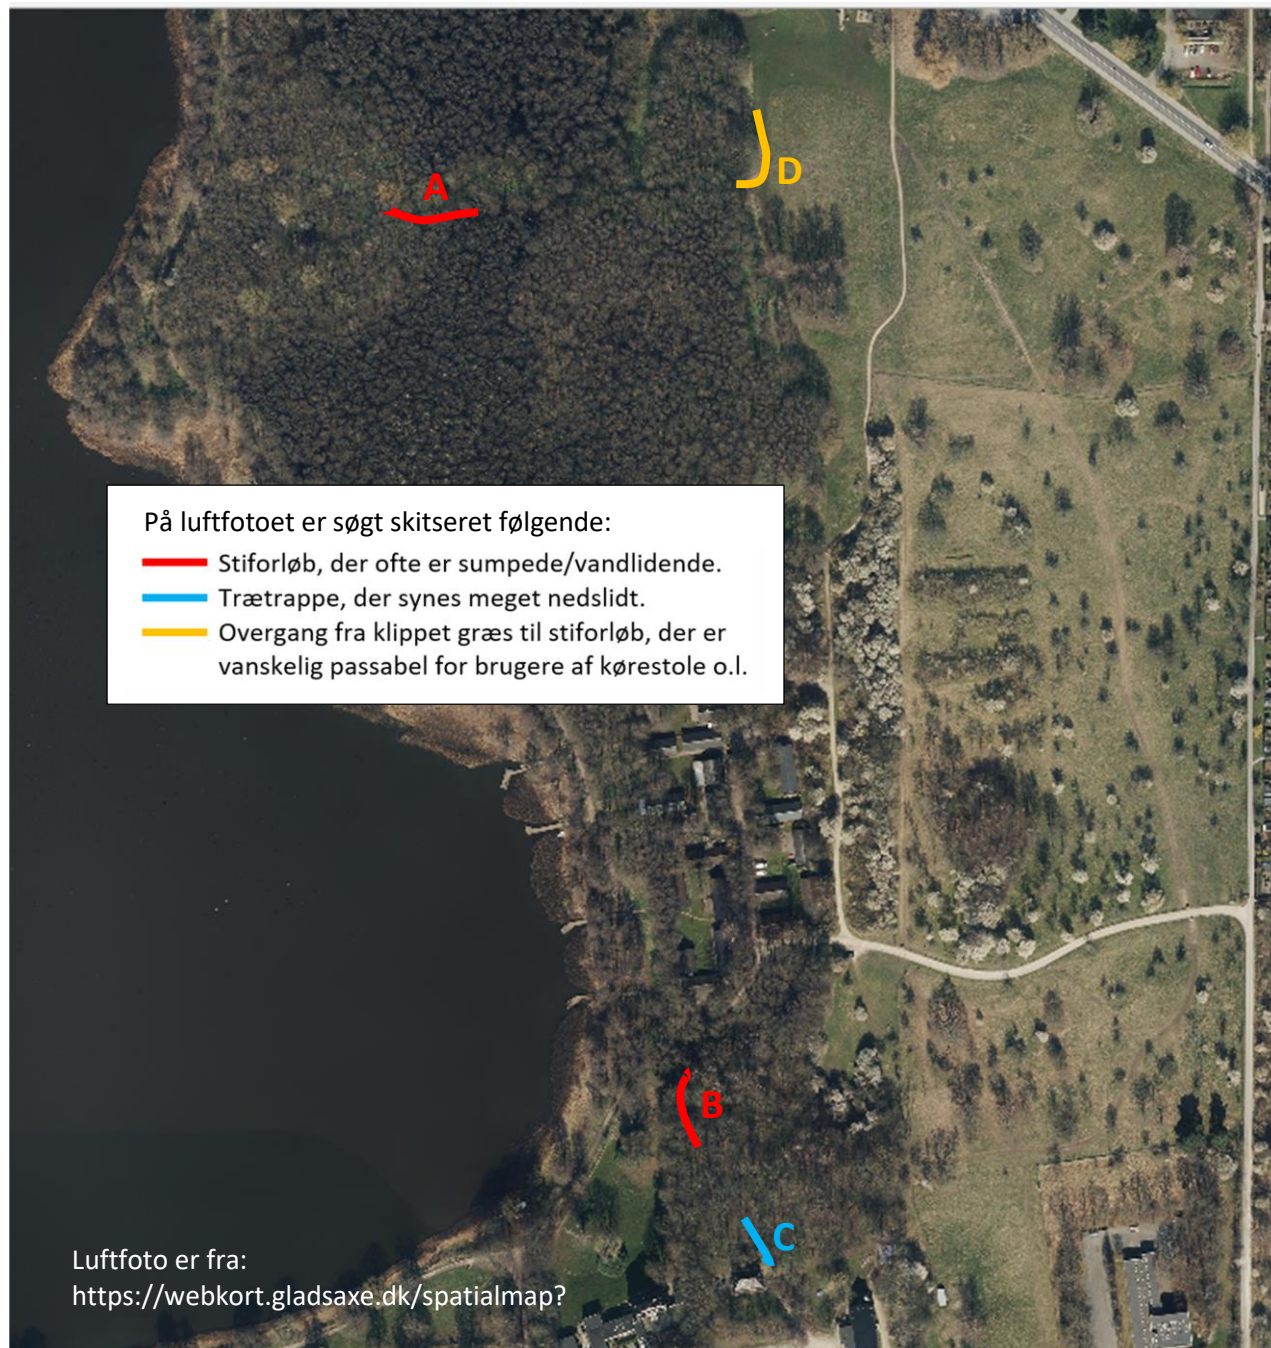 A
D
På luftfotoet er søgt skitseret følgende:
Stiforløb, der ofte er sumpede/vandlidende.
Trætrappe, der synes meget nedslidt.
Overgang fra klippet græs til stiforløb, der er
vanskelig passabel for brugere af kørestole o.l.
B
C
Luftfoto er fra:
https://webkort.gladsaxe.dk/spatialmap?